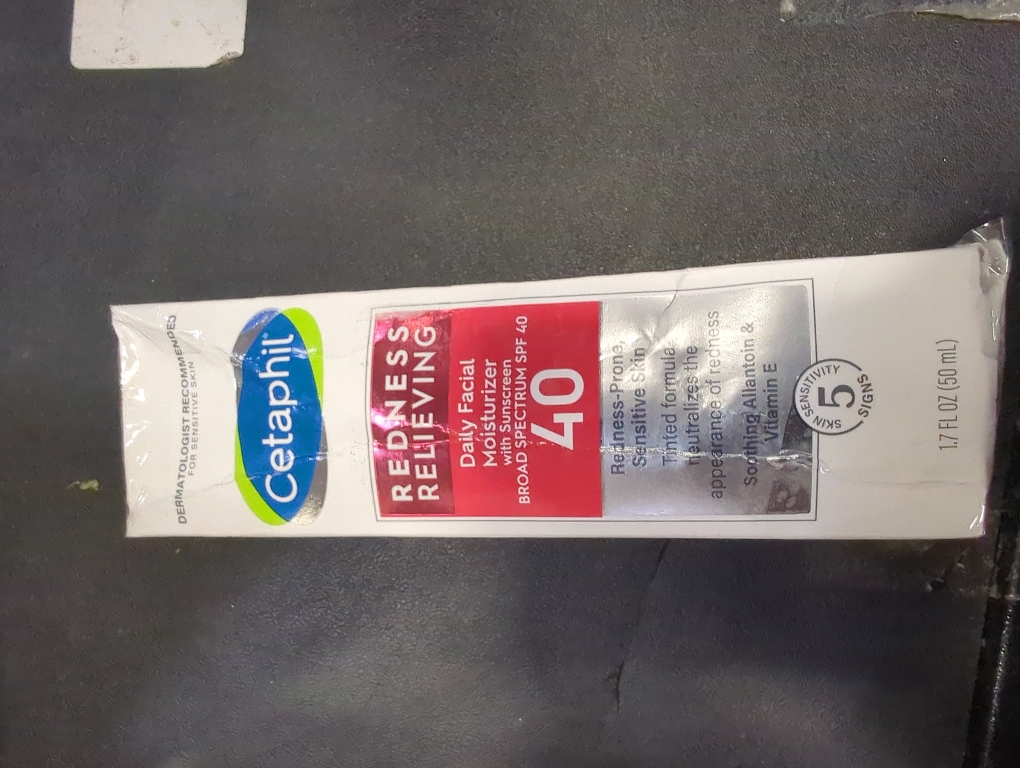 DERMATOLOGIST RECOMMENDED
FOR SENSITIVE SKIN
Cetaphil
REDNESS
RELIEVING
Daily Facial
Moisturizer
with Sunscreen
BROAD SPECTRUM SPF 40
40
Redness-Prone,
Sensitive Skin
Tinted formula
neutralizes the
appearance of redness
Soothing Allantoin &
Vitamin E
SKIN SENSITIVITY
5
SIGNS
1.7 FL OZ (50 mL)